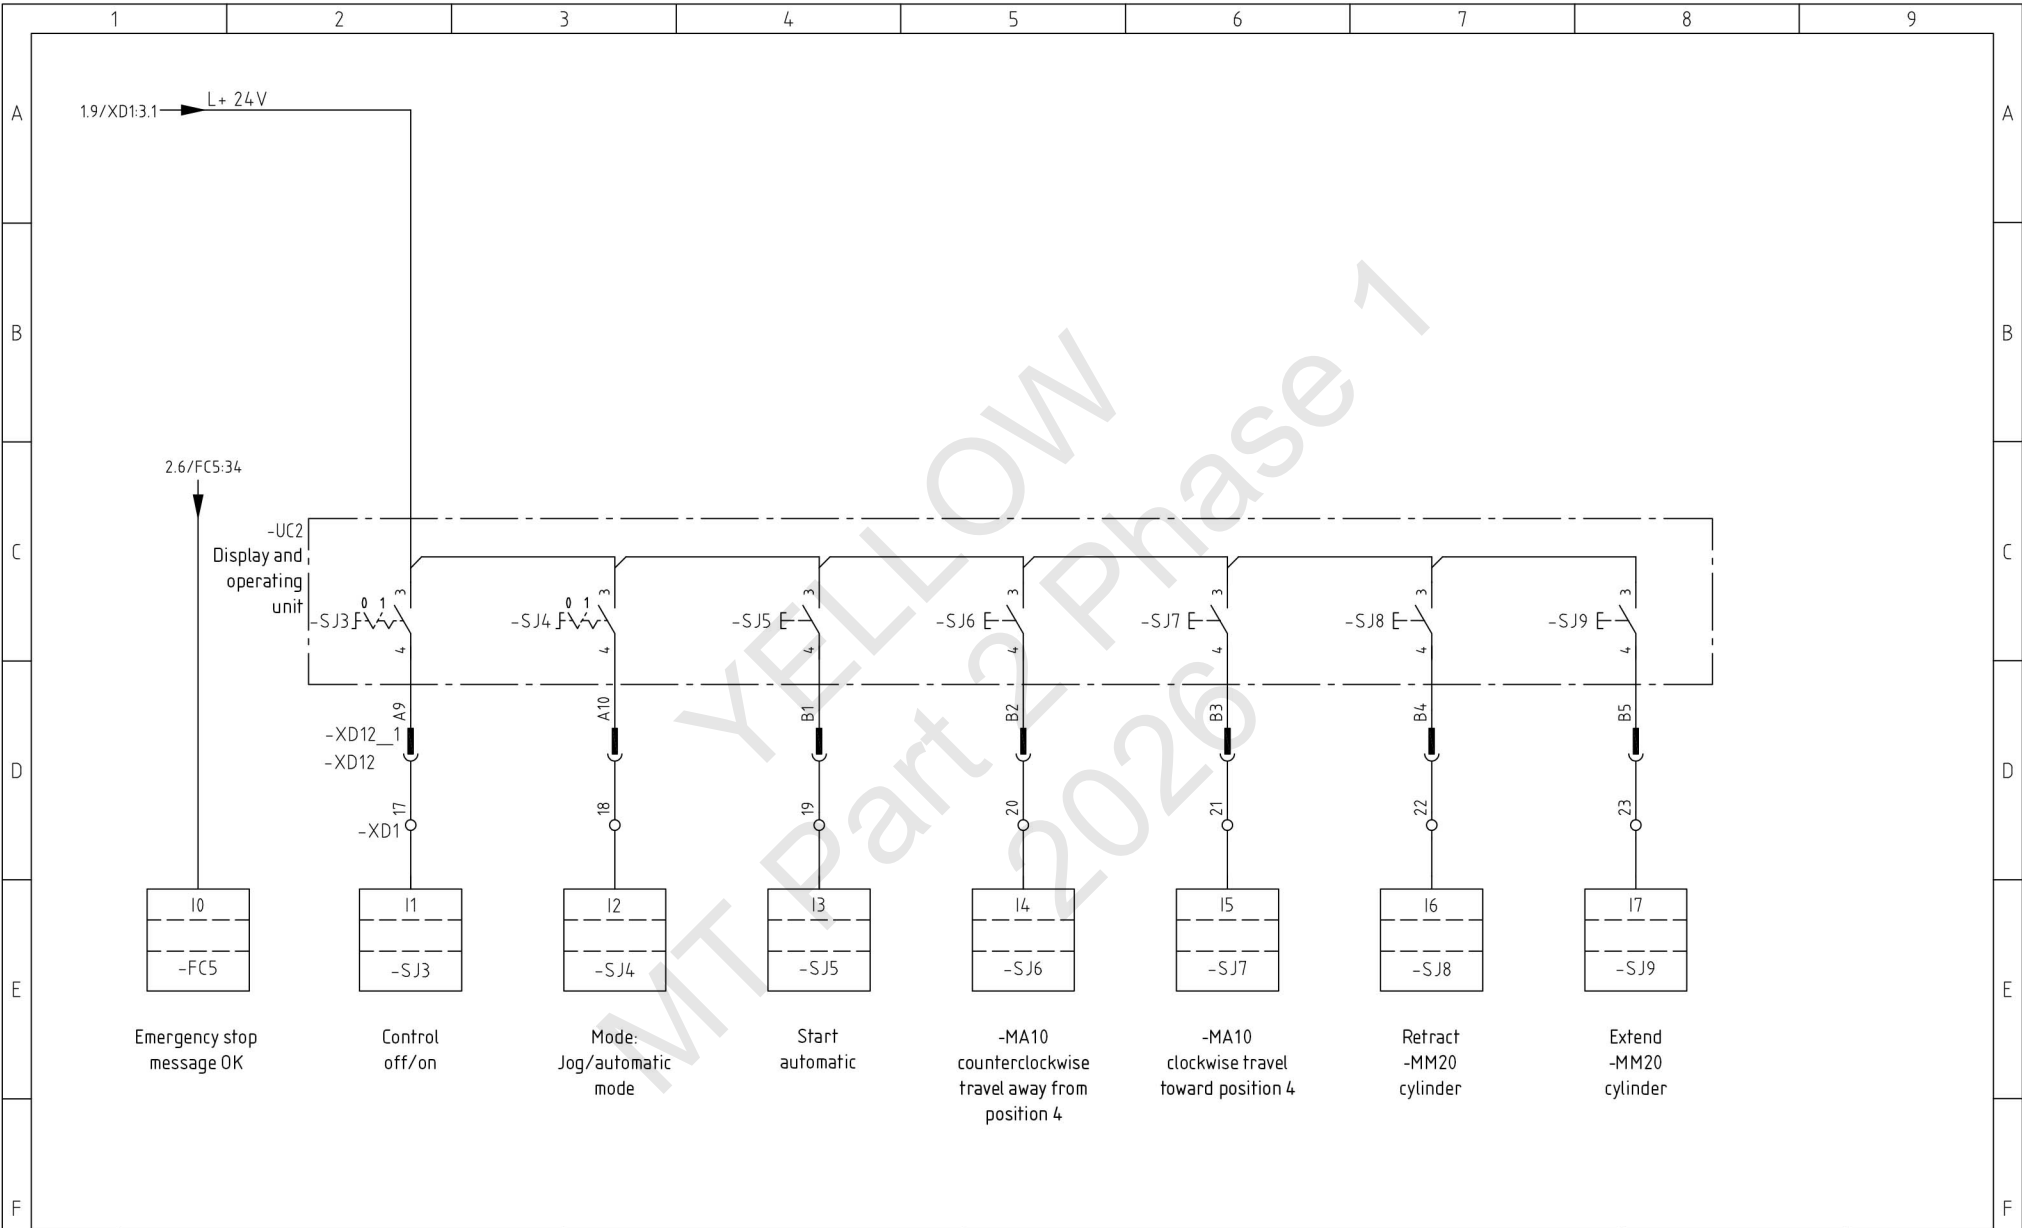 1 2 3 4 5 6 7 8 9
A A
1.9/XD1:3.1 L+ 24V
B B
2.6/FC5:34
C C
-UC2
Display and
operating
unit
0 1
-SJ3
0 1
-SJ4 -SJ5 -SJ6 -SJ7 -SJ8 -SJ9
3 3 3 3 3 3 3
4 4 4 4 4 4 4
A9 A10 B1 B2 B3 B4 B5
-XD12__1
-XD12
D D
17 18 19 20 21 22 23
-XD1
I0 I1 I2 I3 I4 I5 I6 I7
-FC5 -SJ3 -SJ4 -SJ5 -SJ6 -SJ7 -SJ8 -SJ9
E E
Emergency stop
message OK
Control
off/on
Mode:
Jog/automatic
mode
Start
automatic
-MA10
counterclockwise
travel away from
position 4
-MA10
clockwise travel
toward position 4
Retract
-MM20
cylinder
Extend
-MM20
cylinder
F F
YELLOW
MT Part 2 Phase 1
2026